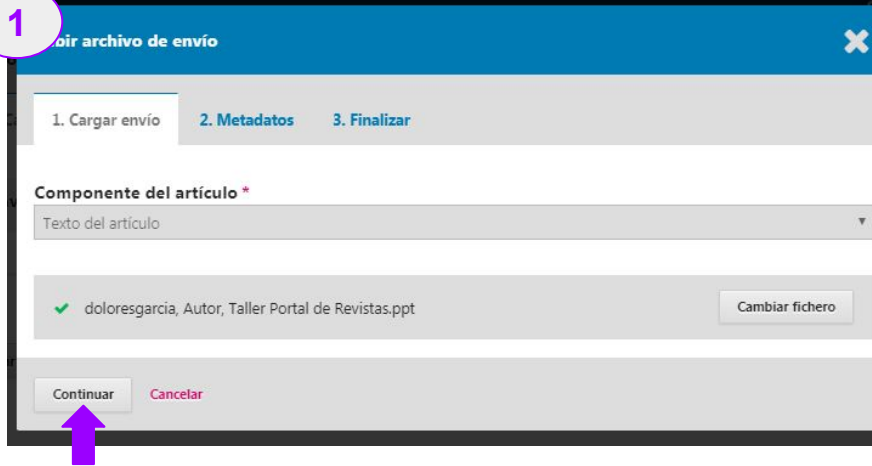 1
bir archivo de envío
1. Cargar envío 2. Metadatos 3. Finalizar
Componente del artículo *
Texto del artículo
doloresgarcia, Autor, Taller Portal de Revistas.ppt
Cambiar fichero
Continuar Cancelar